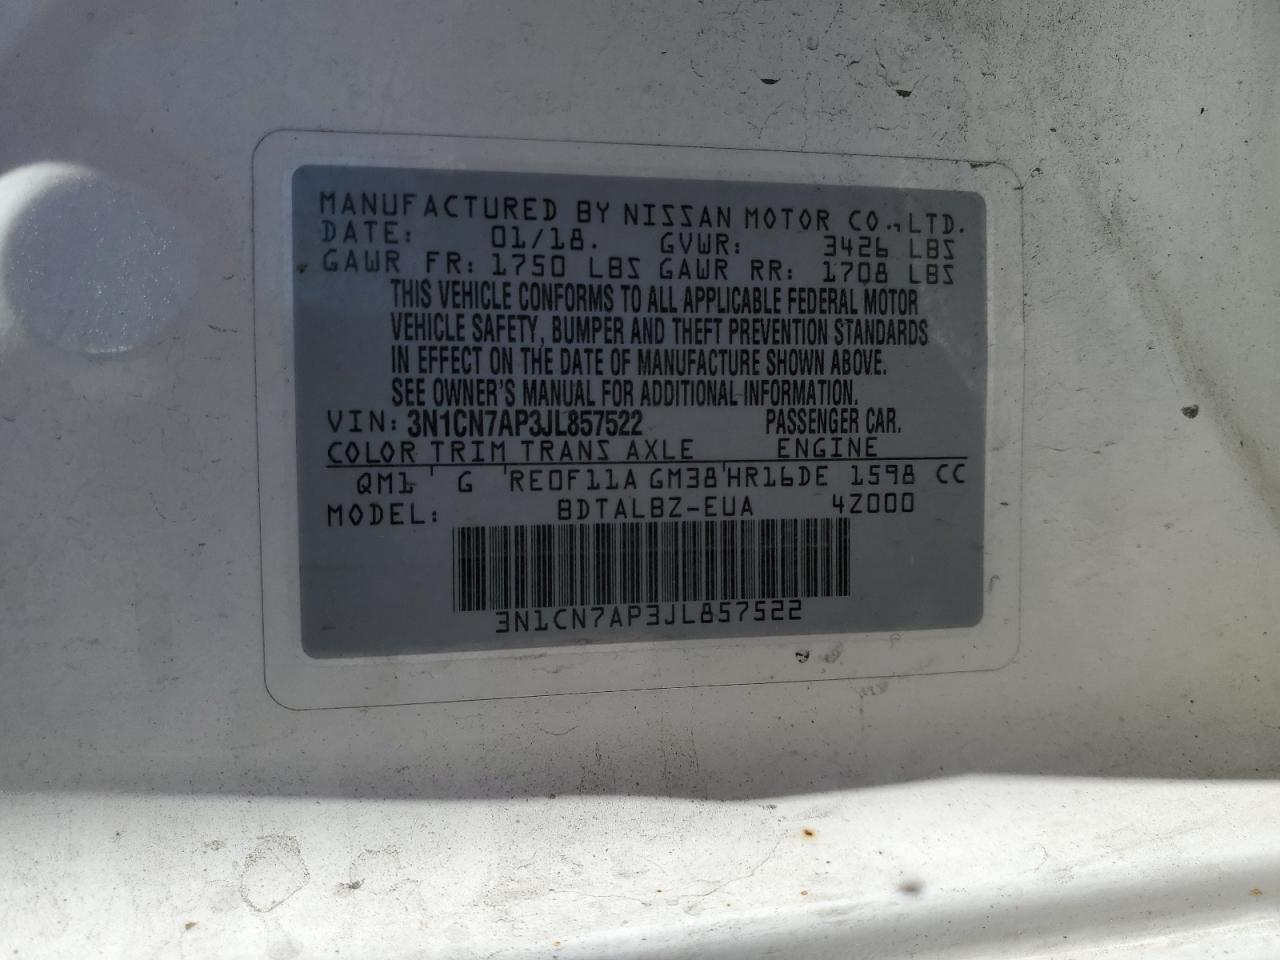 MANUFACTURED BY NISSAN MOTOR CO.,LTD.
DATE: 01/18. GVWR: 3426 LBS
GAWR FR: 1750 LBS GAWR RR: 1708 LBS
THIS VEHICLE CONFORMS TO ALL APPLICABLE FEDERAL MOTOR
VEHICLE SAFETY, BUMPER AND THEFT PREVENTION STANDARDS
IN EFFECT ON THE DATE OF MANUFACTURE SHOWN ABOVE.
SEE OWNER'S MANUAL FOR ADDITIONAL INFORMATION.
VIN: 3N1CN7AP3JL857522 PASSENGER CAR.
COLOR TRIM TRANS AXLE ENGINE
QM1 G RE0F11A GM38 HR16DE 1598 CC
MODEL: BDTALBZ-EUA 4Z000
3N1CN7AP3JL857522